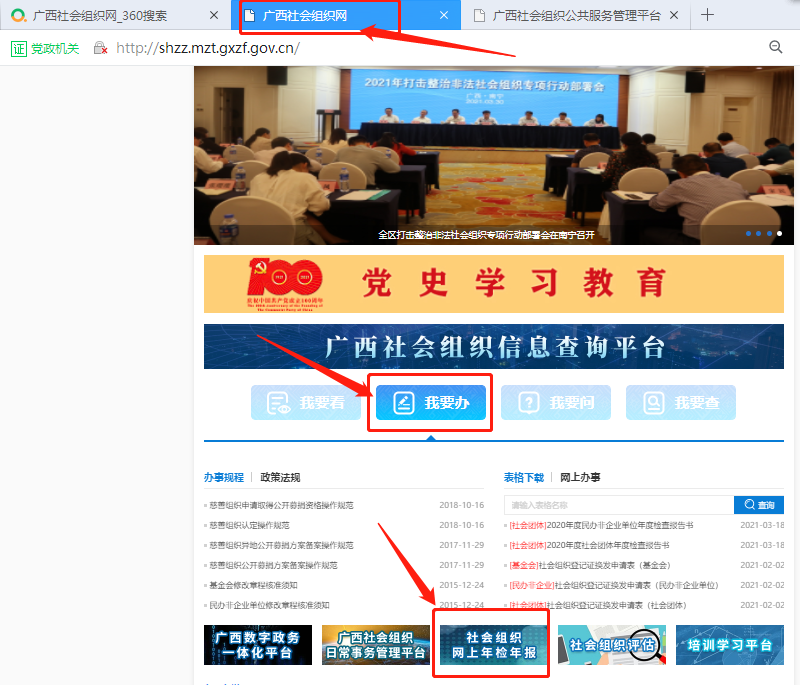 广西社会组织网_360搜索
广西社会组织网
广西社会组织公共服务管理平台
证 党政机关
http://shzz.mzt.gxzf.gov.cn/
2021年打击整治非法社会组织专项行动部署会
广西·南宁
2021.03.30
全区打击整治非法社会组织专项行动部署会在南宁召开
100
庆祝中国共产党成立100周年
党史学习教育
广西社会组织信息查询平台
我要看
我要办
我要问
我要查
办事规程 政策法规
慈善组织申请取得公开募捐资格操作规范 2018-10-16
慈善组织认定操作规范 2018-10-16
慈善组织异地公开募捐方案备案操作规范 2017-11-29
慈善组织公开募捐方案备案操作规范 2017-11-29
基金会修改章程核准须知 2015-12-24
民办非企业单位修改章程核准须知 2015-12-24
表格下载 网上办事
请输入表格名称 查询
[社会团体]2020年度民办非企业单位年度检查报告书 2021-03-18
[社会团体]2020年度社会团体年度检查报告书 2021-03-18
[基金会]社会组织登记证换发申请表（基金会） 2021-02-02
[民办非企业]社会组织登记证换发申请表（民办非企业单位） 2021-02-02
[社会团体]社会组织登记证换发申请表（社会团体） 2021-02-02
广西数字政务
一体化平台
广西社会组织
日常事务管理平台
社会组织
网上年检年报
社会组织评估
培训学习平台